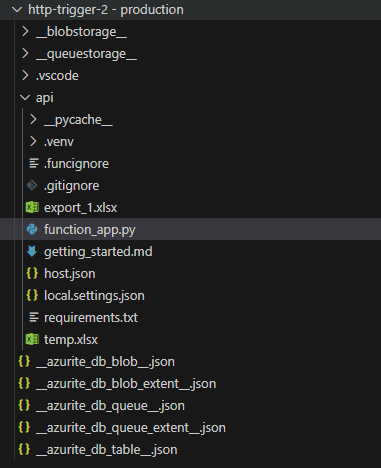 http-trigger-2 - production
__blobstorage__
__queuestorage__
.vscode
api
__pycache__
.venv
.funcignore
.gitignore
export_1.xlsx
function_app.py
getting_started.md
host.json
local.settings.json
requirements.txt
temp.xlsx
__azurite_db_blob__.json
__azurite_db_blob_extent__.json
__azurite_db_queue__.json
__azurite_db_queue_extent__.json
__azurite_db_table__.json